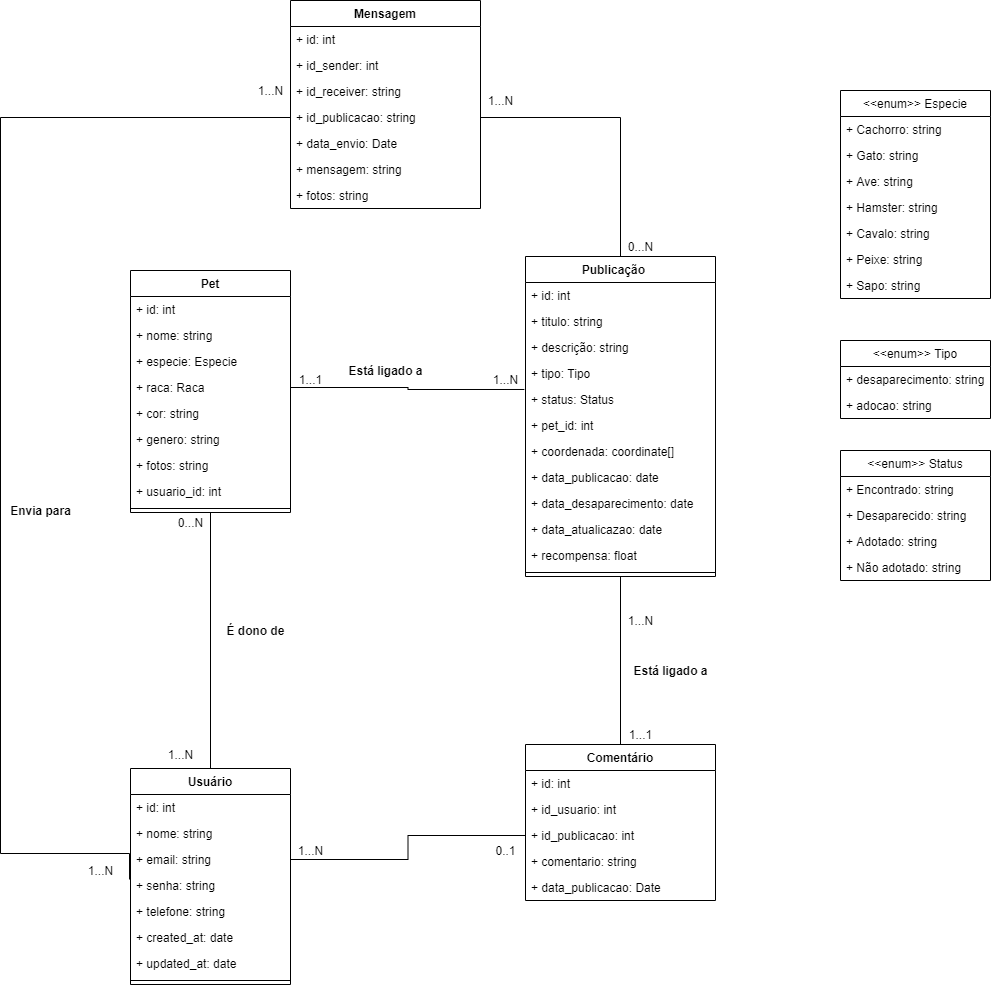 Mensagem
+ id: int
+ id_sender: int
+ id_receiver: string
+ id_publicacao: string
+ data_envio: Date
+ mensagem: string
+ fotos: string
1...N
1...N
0...N
<<enum>> Especie
+ Cachorro: string
+ Gato: string
+ Ave: string
+ Hamster: string
+ Cavalo: string
+ Peixe: string
+ Sapo: string
Pet
+ id: int
+ nome: string
+ especie: Especie
+ raca: Raca
+ cor: string
+ genero: string
+ fotos: string
+ usuario_id: int
Está ligado a
1...1
1...N
Publicação
+ id: int
+ titulo: string
+ descrição: string
+ tipo: Tipo
+ status: Status
+ pet_id: int
+ coordenada: coordinate[]
+ data_publicacao: date
+ data_desaparecimento: date
+ data_atualicazao: date
+ recompensa: float
<<enum>> Tipo
+ desaparecimento: string
+ adocao: string
<<enum>> Status
+ Encontrado: string
+ Desaparecido: string
+ Adotado: string
+ Não adotado: string
Envia para
0...N
É dono de
1...N
1...N
Está ligado a
1...1
Usuário
+ id: int
+ nome: string
+ email: string
+ senha: string
+ telefone: string
+ created_at: date
+ updated_at: date
1...N
1...N
0..1
Comentário
+ id: int
+ id_usuario: int
+ id_publicacao: int
+ comentario: string
+ data_publicacao: Date